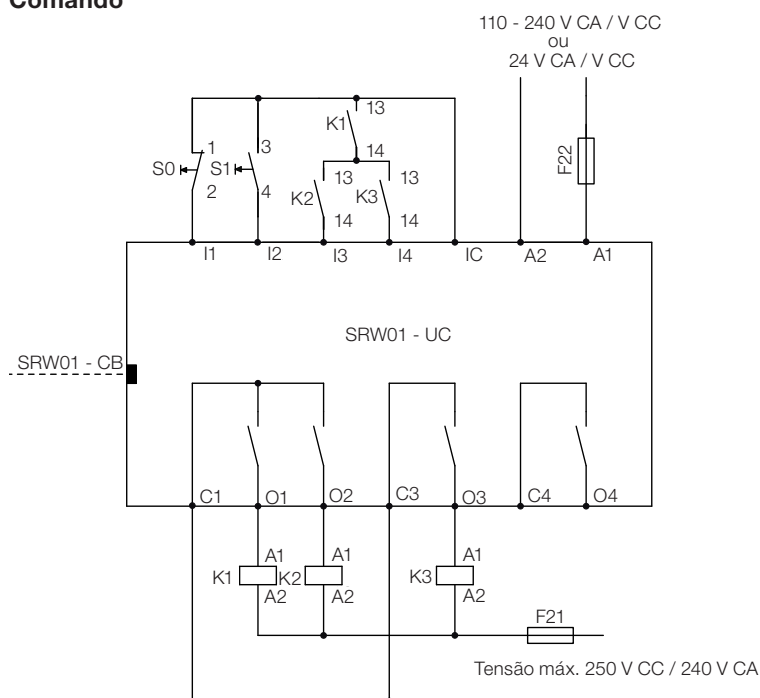 Comando
110 - 240 V CA / V CC
ou
24 V CA / V CC
13
K1
14
1
S0
2
3
S1
4
13
K2
14
13
K3
14
F22
I1
I2
I3
I4
IC
A2
A1
SRW01 - UC
SRW01 - CB
C1
O1
O2
C3
O3
C4
O4
A1
K1
A2
A1
K2
A2
A1
K3
A2
F21
Tensão máx. 250 V CC / 240 V CA